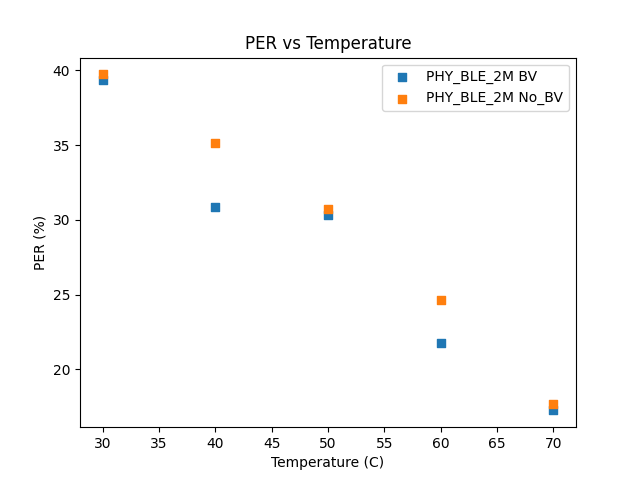 PER vs Temperature
PHY_BLE_2M BV
PHY_BLE_2M No_BV
40
35
30
25
20
PER (%)
30
35
40
45
50
55
60
65
70
Temperature (C)